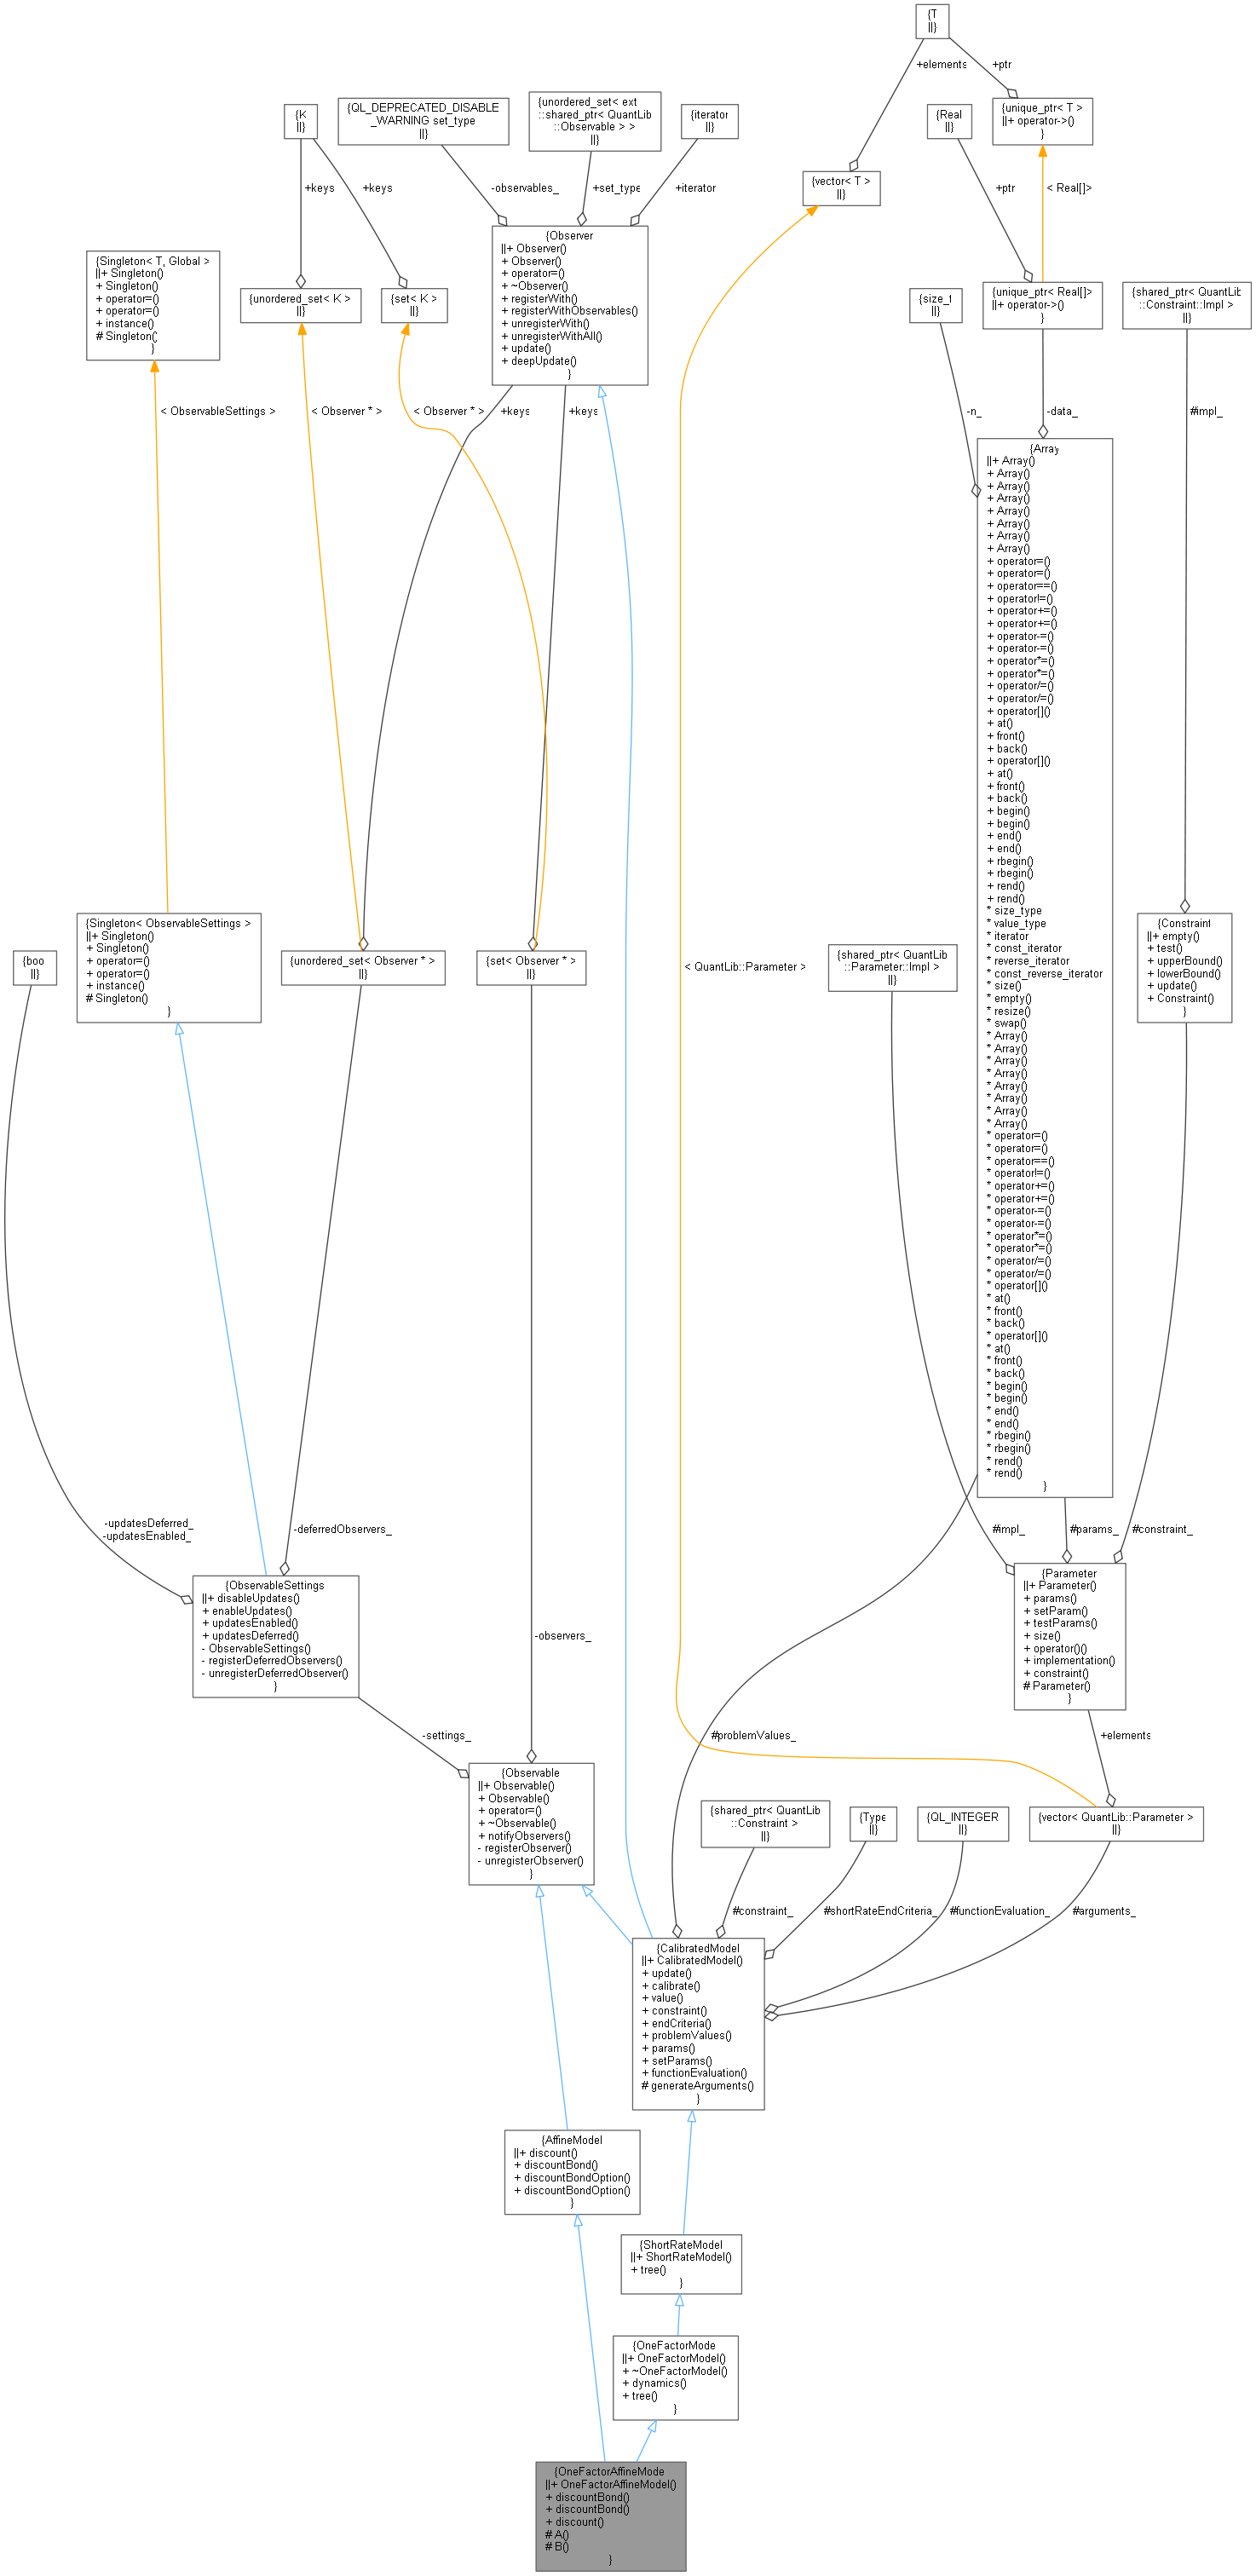 {T
||}
+elements
+ptr
{K
||}
{QL_DEPRECATED_DISABLE
_WARNING set_type
||}
{unordered_set< ext
::shared_ptr< QuantLib
::Observable > >
||}
{iterator
||}
{Real
||}
{unique_ptr< T >
||+ operator->()
}
+keys
+keys
-observables_
+set_type
+iterator
{vector< T >
||}
+ptr
< Real[]>
{Singleton< T, Global >
||+ Singleton()
+ Singleton()
+ operator=()
+ operator=()
+ instance()
# Singleton()
}
{unordered_set< K >
||}
{set< K >
||}
{Observer
||+ Observer()
+ Observer()
+ operator=()
+ ~Observer()
+ registerWith()
+ registerWithObservables()
+ unregisterWith()
+ unregisterWithAll()
+ update()
+ deepUpdate()
}
{size_t
||}
{unique_ptr< Real[]>
||+ operator->()
}
{shared_ptr< QuantLib
::Constraint::Impl >
||}
< ObservableSettings >
< Observer * >
< Observer * >
+keys
+keys
-n_
-data_
#impl_
{Array
||+ Array()
+ Array()
+ Array()
+ Array()
+ Array()
+ Array()
+ Array()
+ Array()
+ operator=()
+ operator=()
+ operator==()
+ operator!=()
+ operator+=()
+ operator+=()
+ operator-=()
+ operator-=()
+ operator*=()
+ operator*=()
+ operator/=()
+ operator/=()
+ operator[]()
+ at()
+ front()
+ back()
+ operator[]()
+ at()
+ front()
+ back()
+ begin()
+ begin()
+ end()
+ end()
+ rbegin()
+ rbegin()
+ rend()
+ rend()
* size_type
* value_type
* iterator
* const_iterator
* reverse_iterator
* const_reverse_iterator
* size()
* empty()
* resize()
* swap()
* Array()
* Array()
* Array()
* Array()
* Array()
* Array()
* Array()
* Array()
* operator=()
* operator=()
* operator==()
* operator!=()
* operator+=()
* operator+=()
* operator-=()
* operator-=()
* operator*=()
* operator*=()
* operator/=()
* operator/=()
* operator[]()
* at()
* front()
* back()
* operator[]()
* at()
* front()
* back()
* begin()
* begin()
* end()
* end()
* rbegin()
* rbegin()
* rend()
* rend()
}
{boo
||}
{Singleton< ObservableSettings >
||+ Singleton()
+ Singleton()
+ operator=()
+ operator=()
+ instance()
# Singleton()
}
{unordered_set< Observer * >
||}
{set< Observer * >
||}
< QuantLib::Parameter >
{shared_ptr< QuantLib
::Parameter::Impl >
||}
{Constraint
||+ empty()
+ test()
+ upperBound()
+ lowerBound()
+ update()
+ Constraint()
}
-updatesDeferred_
-updatesEnabled_
-deferredObservers_
#impl_
#params_
#constraint_
{ObservableSettings
||+ disableUpdates()
+ enableUpdates()
+ updatesEnabled()
+ updatesDeferred()
- ObservableSettings()
- registerDeferredObservers()
- unregisterDeferredObserver()
}
-observers_
{Parameter
||+ Parameter()
+ params()
+ setParam()
+ testParams()
+ size()
+ operator()()
+ implementation()
+ constraint()
# Parameter()
}
-settings_
#problemValues_
+elements
{Observable
||+ Observable()
+ Observable()
+ operator=()
+ ~Observable()
+ notifyObservers()
- registerObserver()
- unregisterObserver()
}
{shared_ptr< QuantLib
::Constraint >
||}
{Type
||}
{QL_INTEGER
||}
{vector< QuantLib::Parameter >
||}
#constraint_
#shortRateEndCriteria_
#functionEvaluation_
#arguments_
{CalibratedModel
||+ CalibratedModel()
+ update()
+ calibrate()
+ value()
+ constraint()
+ endCriteria()
+ problemValues()
+ params()
+ setParams()
+ functionEvaluation()
# generateArguments()
}
{AffineModel
||+ discount()
+ discountBond()
+ discountBondOption()
+ discountBondOption()
}
{ShortRateModel
||+ ShortRateModel()
+ tree()
}
{OneFactorMode
||+ OneFactorModel()
+ ~OneFactorModel()
+ dynamics()
+ tree()
}
{OneFactorAffineMode
||+ OneFactorAffineModel()
+ discountBond()
+ discountBond()
+ discount()
# A()
# B()
}